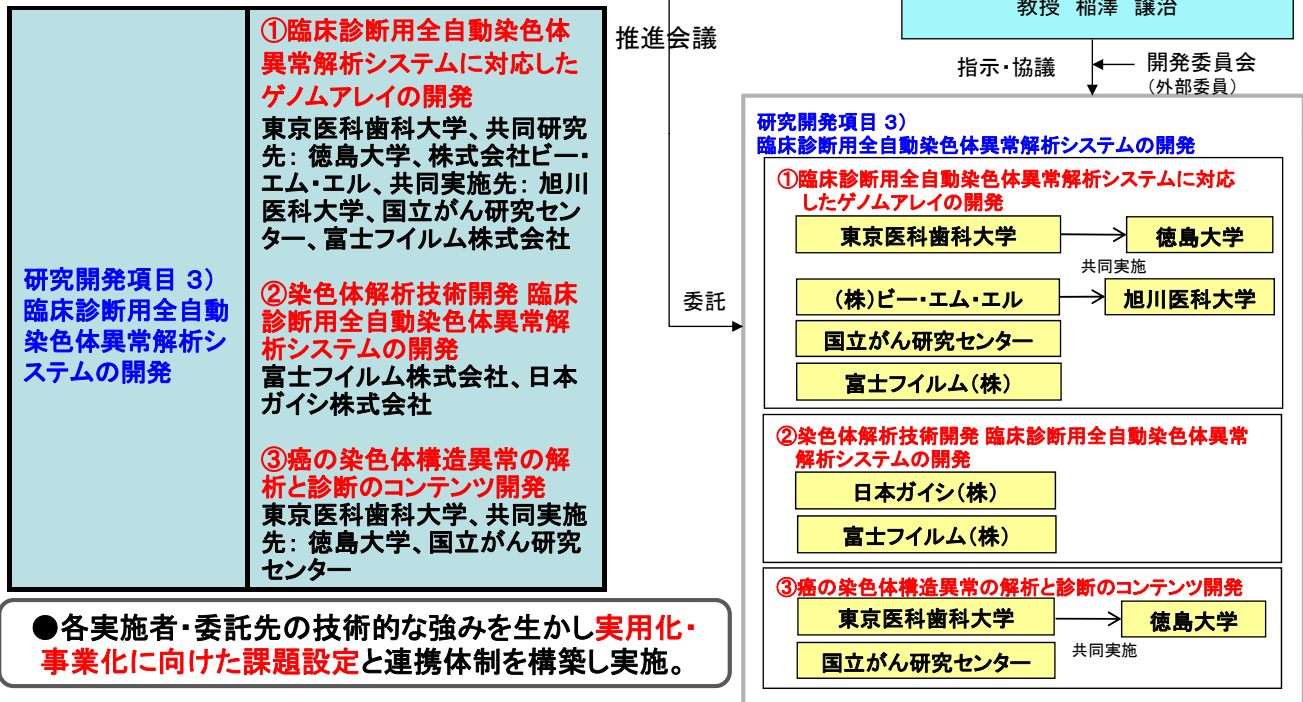 研究開発項目 3)
臨床診断用全自動
染色体異常解析シ
ステムの開発
①臨床診断用全自動染色体
異常解析システムに対応した
ゲノムアレイの開発
東京医科歯科大学、共同研究
先: 徳島大学、株式会社ビー・
エム・エル、共同実施先: 旭川
医科大学、国立がん研究セン
ター、富士フイルム株式会社
②染色体解析技術開発 臨床
診断用全自動染色体異常解
析システムの開発
富士フイルム株式会社、日本
ガイシ株式会社
③癌の染色体構造異常の解
析と診断のコンテンツ開発
東京医科歯科大学、共同実施
先: 徳島大学、国立がん研究
センター
●各実施者・委託先の技術的な強みを生かし実用化・
事業化に向けた課題設定と連携体制を構築し実施。
推進会議
委託
教授 稲澤 譲治
指示・協議
開発委員会
(外部委員)
研究開発項目 3)
臨床診断用全自動染色体異常解析システムの開発
①臨床診断用全自動染色体異常解析システムに対応
したゲノムアレイの開発
東京医科歯科大学
徳島大学
共同実施
(株)ビー・エム・エル
旭川医科大学
国立がん研究センター
富士フイルム(株)
②染色体解析技術開発 臨床診断用全自動染色体異常
解析システムの開発
日本ガイシ(株)
富士フイルム(株)
③癌の染色体構造異常の解析と診断のコンテンツ開発
東京医科歯科大学
徳島大学
共同実施
国立がん研究センター